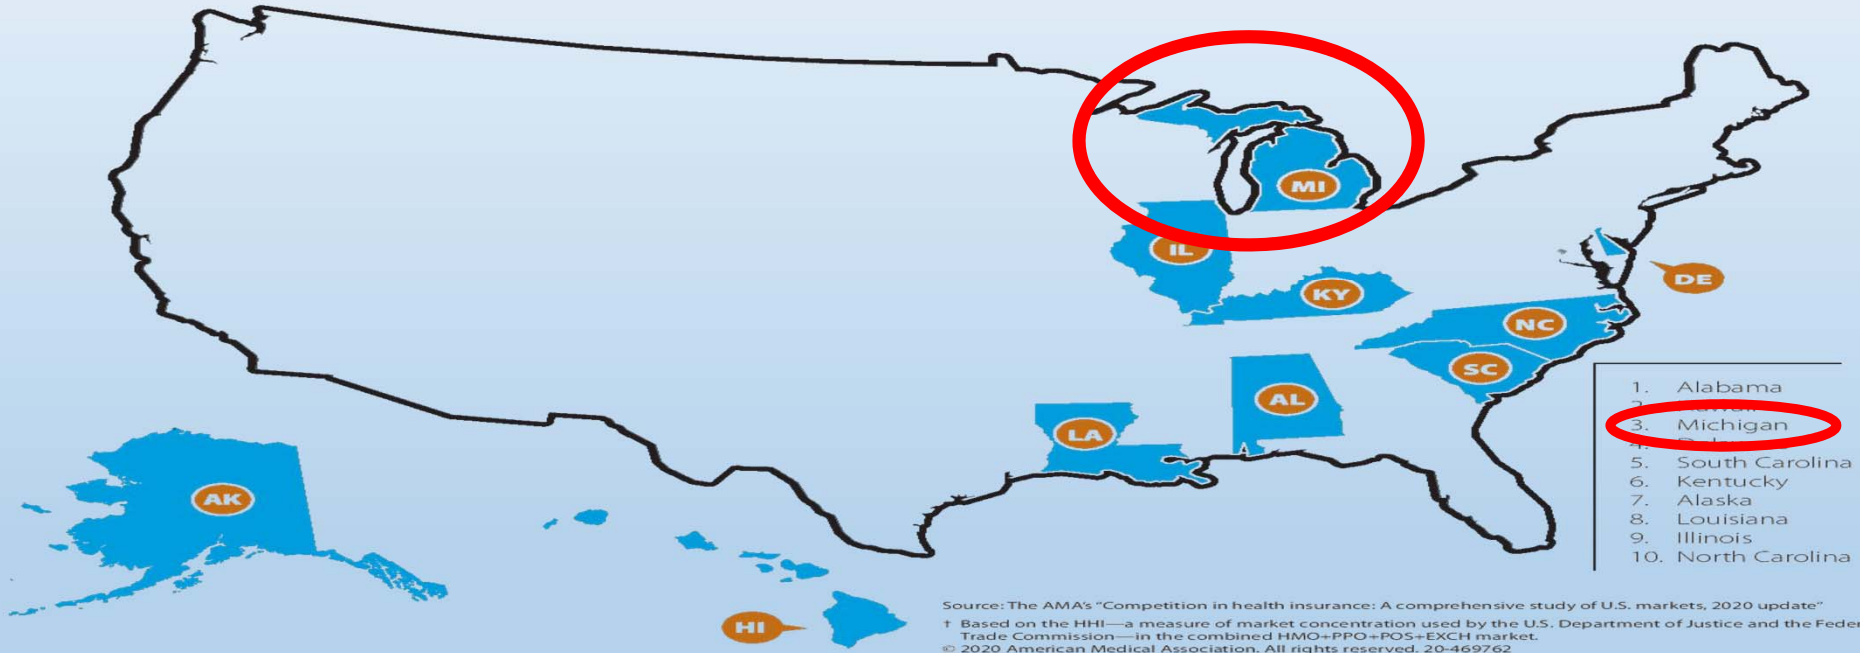 MI
IL
KY
DE
NC
SC
AL
LA
AK
HI
1. Alabama
2.
3. Michigan
4.
5. South Carolina
6. Kentucky
7. Alaska
8. Louisiana
9. Illinois
10. North Carolina
Source: The AMA's "Competition in health insurance: A comprehensive study of U.S. markets, 2020 update"
† Based on the HHI—a measure of market concentration used by the U.S. Department of Justice and the
Trade Commission—in the combined HMO+PPO+POS+EXCH market.
© 2020 American Medical Association. All rights reserved. 20-469762